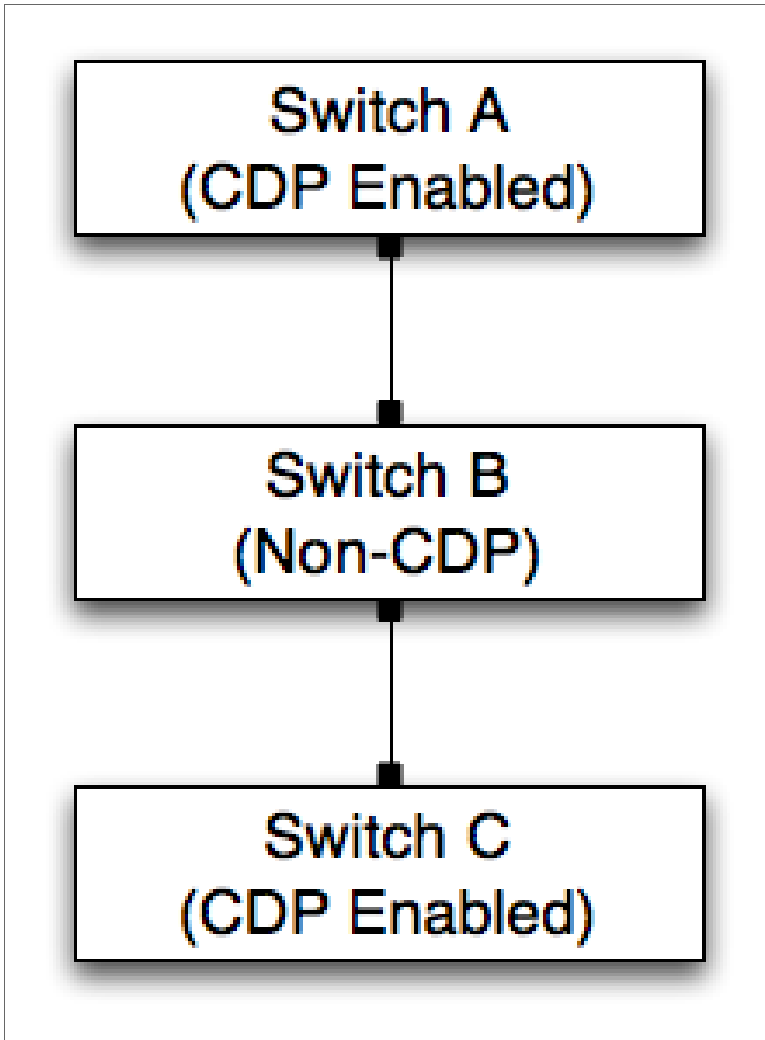 Switch A
(CDP Enabled)
Switch B
(Non-CDP)
Switch C
(CDP Enabled)